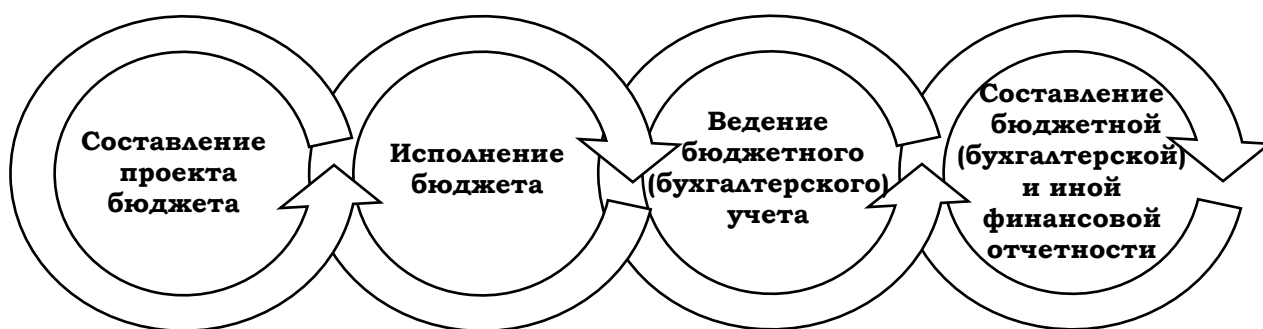 Составление
проекта
бюджета
Исполнение
бюджета
Ведение
бюджетного
(бухгалтерского)
учета
Составление
бюджетной
(бухгалтерской)
и иной
финансовой
отчетности